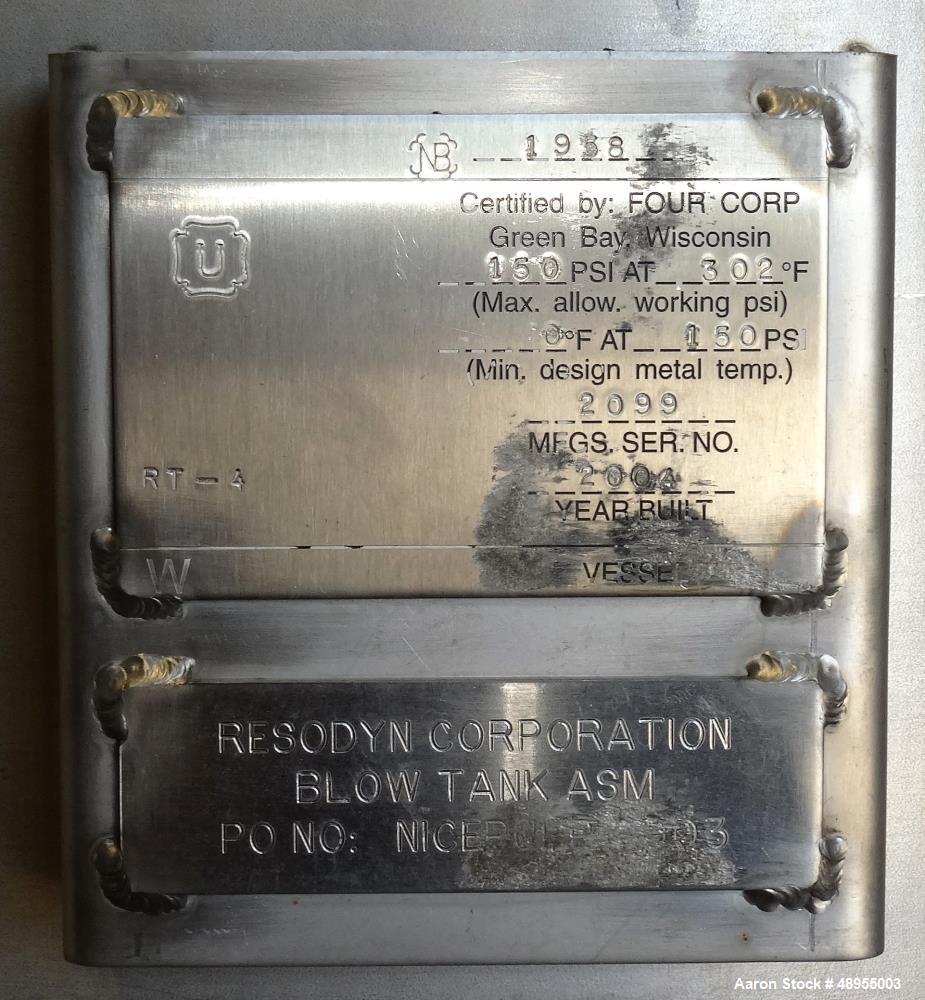 NB 1938
Certified by: FOUR CORP
Green Bay, Wisconsin
U
150 PSI AT 302°F
(Max. allow. working psi)
0°F AT 150 PSI
(Min. design metal temp.)
2099
MFGS. SER. NO.
RT-4
2004
YEAR BUILT
W VESSEL
RESODYN CORPORATION
BLOW TANK ASM
PO NO:
Aaron Stock # 48955003